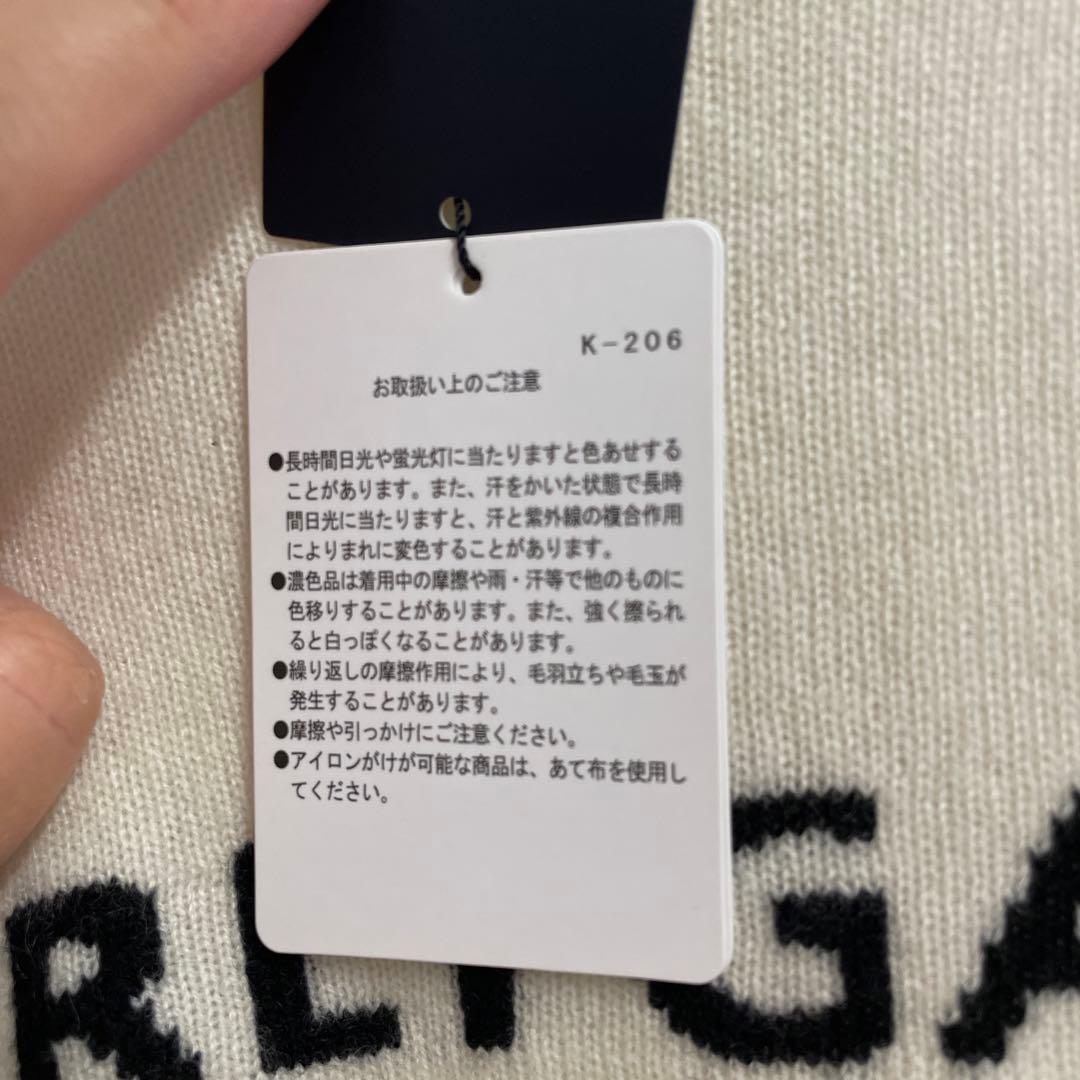 K-206
お取扱い上のご注意
●長時間日光や蛍光灯に当たりますと色あせする
ことがあります。また、汗をかいた状態で長時
間日光に当たりますと、汗と紫外線の複合作用
によりまれに変色することがあります。
●濃色品は着用中の摩擦や雨・汗等で他のものに
色移りすることがあります。また、強く擦られ
ると白っぽくなることがあります。
●繰り返しの摩擦作用により、毛羽立ちや毛玉が
発生することがあります。
●摩擦や引っかけにご注意ください。
●アイロンがけが可能な商品は、あて布を使用し
てください。